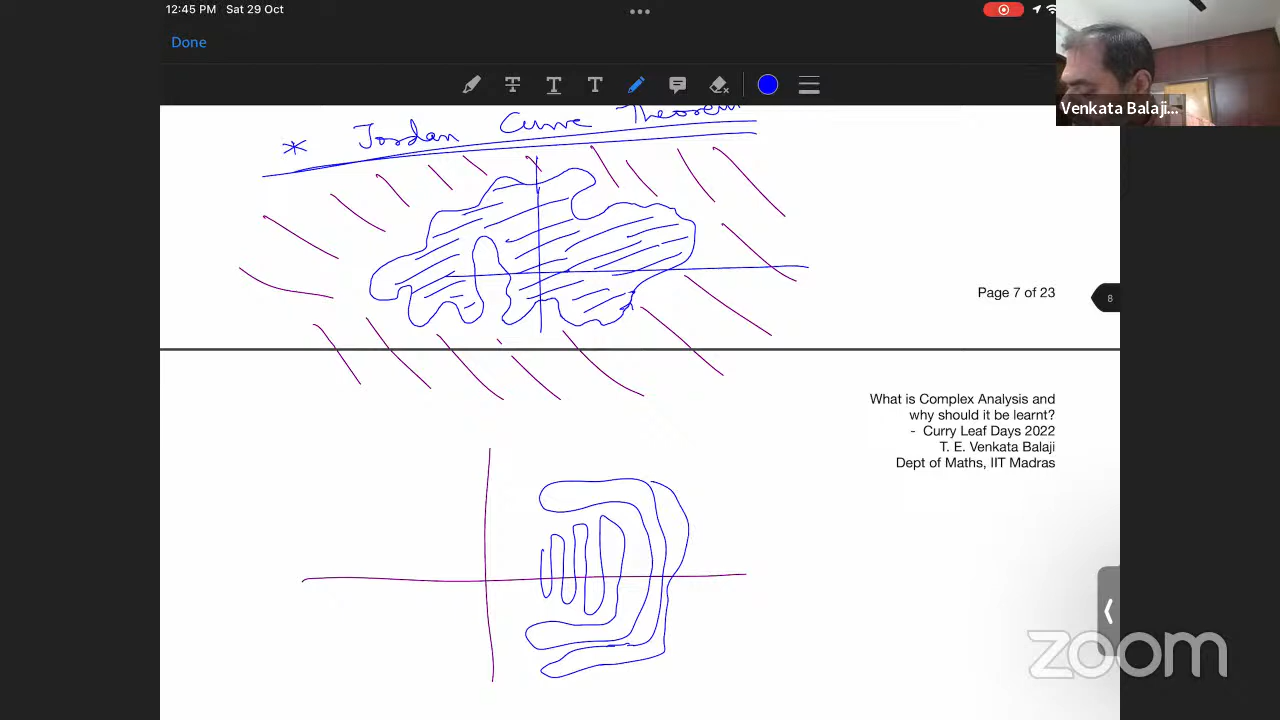 12:45 PM Sat 29 Oct
Done
Venkata Balaji...
* Jordan Curve Theorem
Page 7 of 23
8
What is Complex Analysis and
why should it be learnt?
- Curry Leaf Days 2022
T. E. Venkata Balaji
Dept of Maths, IIT Madras
zoom